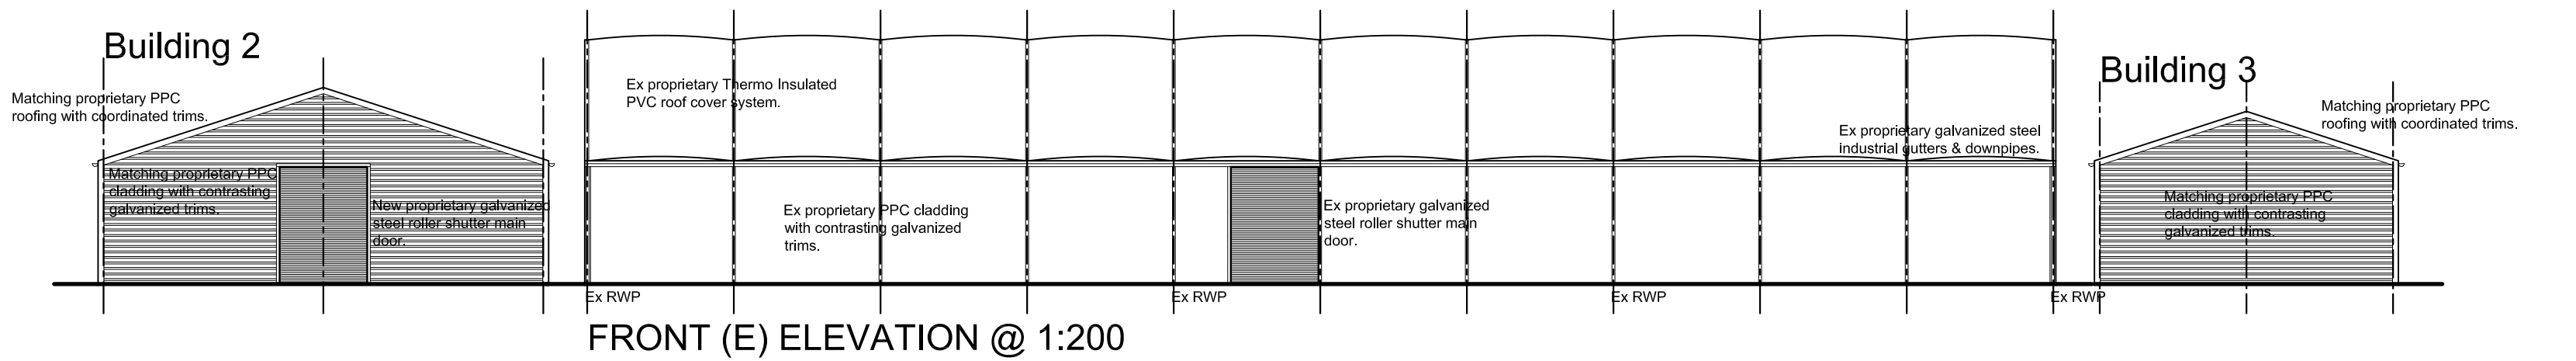 Building 2
Matching proprietary PPC
roofing with coordinated trims.
Matching proprietary PPC
cladding with contrasting
galvanized trims.
New proprietary galvanized
steel roller shutter main
door.
Ex proprietary Thermo Insulated
PVC roof cover system.
Ex proprietary PPC cladding
with contrasting galvanized
trims.
Ex proprietary galvanized
steel roller shutter main
door.
Ex proprietary galvanized steel
industrial gutters & downpipes.
Building 3
Matching proprietary PPC
roofing with coordinated trims.
Matching proprietary PPC
cladding with contrasting
galvanized trims.
Ex RWP
Ex RWP
Ex RWP
Ex RWP
FRONT (E) ELEVATION @ 1:200